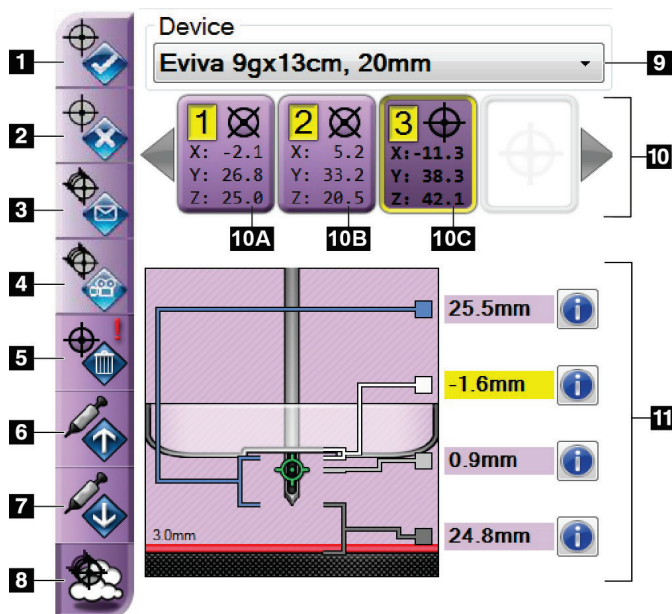 Device
Eviva 9gx13cm, 20mm
1
9
1
X: -2.1
Y: 26.8
Z: 25.0
2
X: 5.2
Y: 33.2
Z: 20.5
3
X:-11.3
Y: 38.3
Z: 42.1
2
10
3
10A
10B
10C
4
!
5
6
7
8
25.5mm
-1.6mm
0.9mm
24.8mm
3.0mm
11